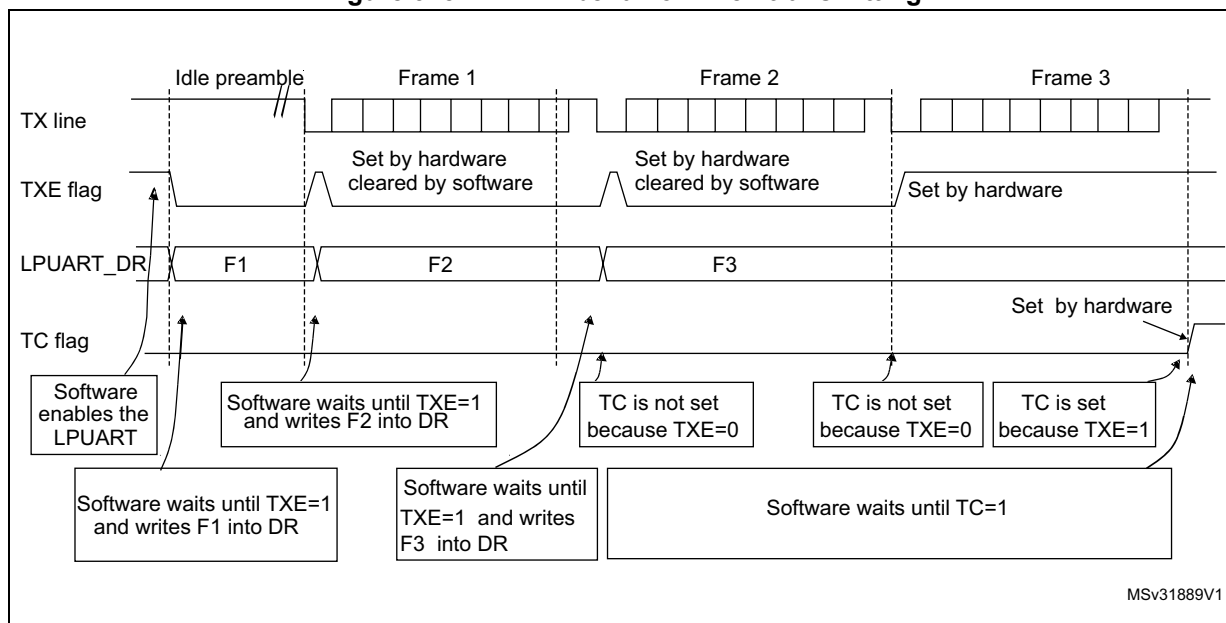 Idle preamble
Frame 1
Frame 2
Frame 3
TX line
Set by hardware
cleared by software
Set by hardware
cleared by software
TXE flag
Set by hardware
LPUART_DR
F1
F2
F3
Set by hardware
TC flag
Software
enables the
LPUART
Software waits until TXE=1
and writes F2 into DR
TC is not set
because TXE=0
TC is not set
because TXE=0
TC is set
because TXE=1
Software waits until TXE=1
and writes F1 into DR
Software waits until
TXE=1 and writes
F3 into DR
Software waits until TC=1
MSv31889V1